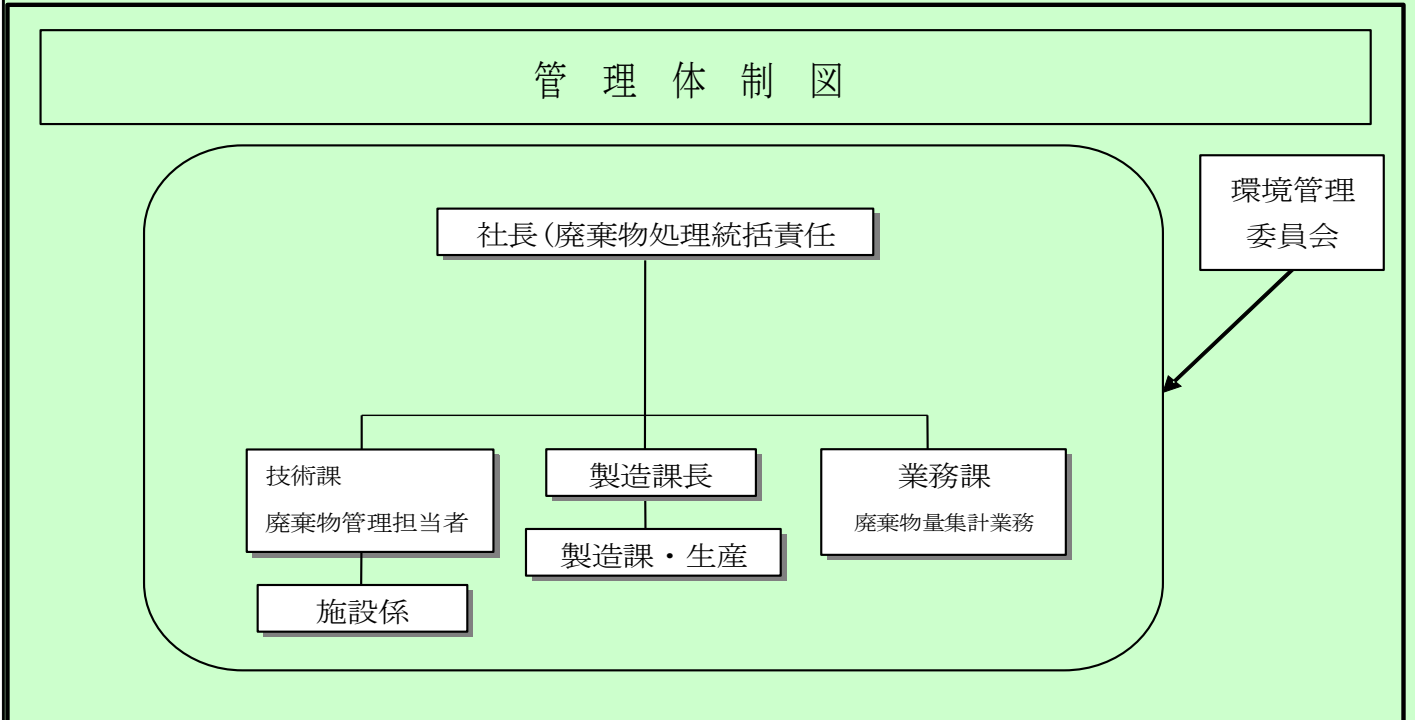 管理体制図
環境管理
委員会
社長(廃棄物処理統括責任
技術課
廃棄物管理担当者
製造課長
業務課
廃棄物量集計業務
製造課・生産
施設係